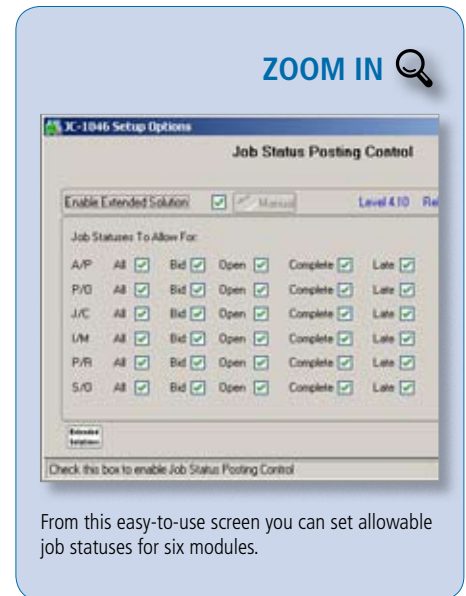 ZOOM IN
JC-1046 Setup Options
Job Status Posting Control
Enable Extended Solution Manual Level 4.10 Rel
Job Statuses To Allow For:
A/P All Bid Open Complete Late
P/O All Bid Open Complete Late
J/C All Bid Open Complete Late
I/M All Bid Open Complete Late
P/R All Bid Open Complete Late
S/O All Bid Open Complete Late
Extended
Solutions
Check this box to enable Job Status Posting Control
From this easy-to-use screen you can set allowable
job statuses for six modules.